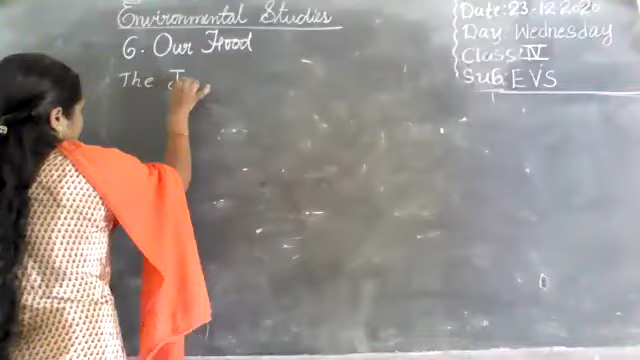 Environmental Studies
6. Our Food
The
Date: 23-12-2020
Day: Wednesday
Class: IV
Sub: EVS